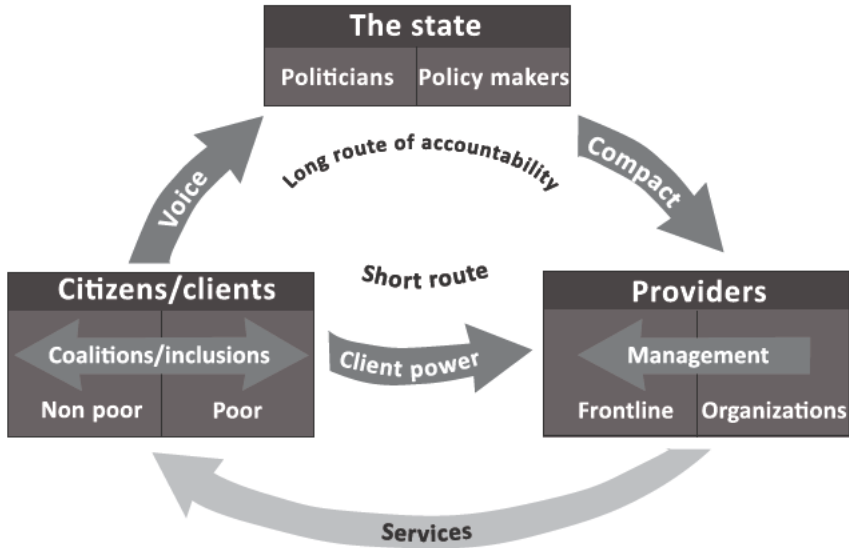 The state
Politicians
Policy makers
Long route of accountability
Voice
Compact
Short route
Citizens/clients
Coalitions/inclusions
Non poor
Poor
Client power
Providers
Management
Frontline
Organizations
Services